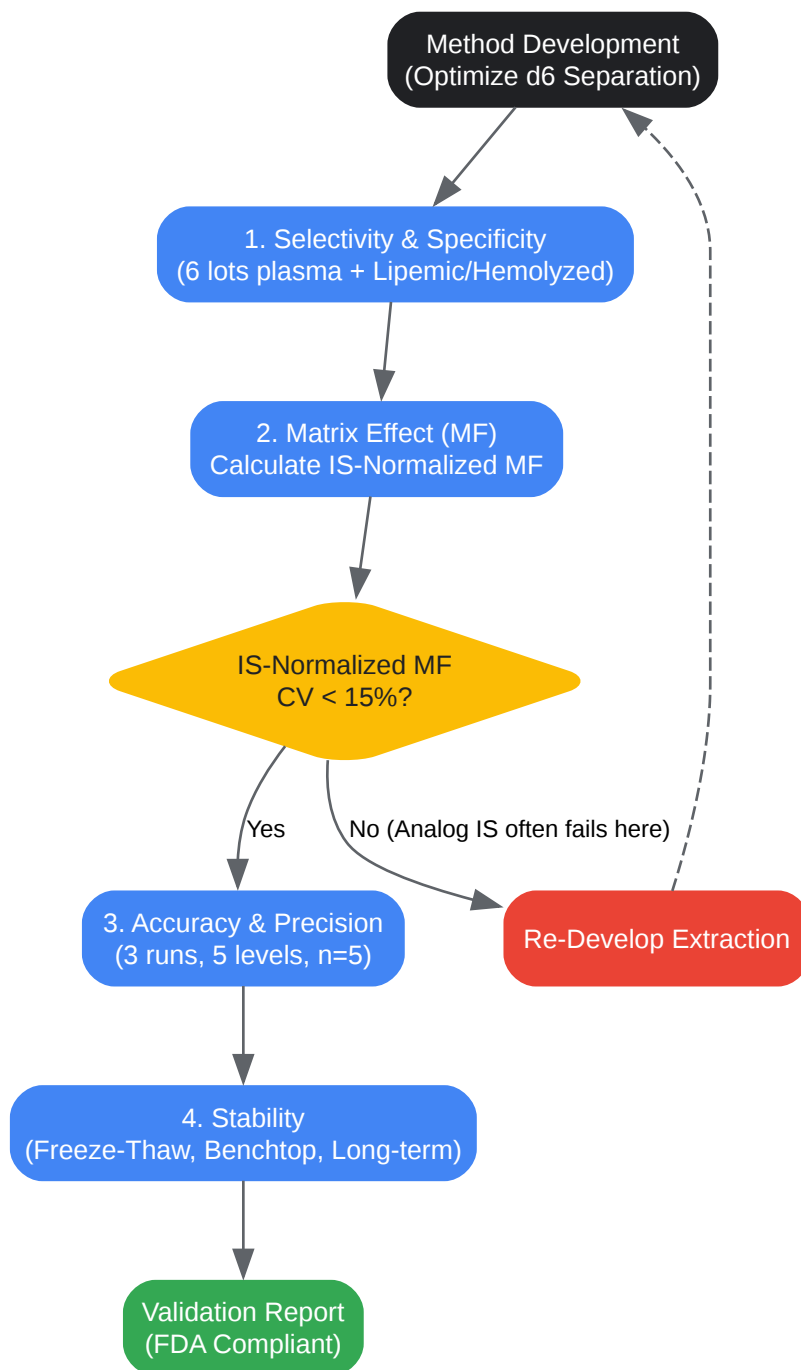 Method Development
(Optimize d6 Separation)
1. Selectivity & Specificity
(6 lots plasma + Lipemic/Hemolyzed)
2. Matrix Effect (MF)
Calculate IS-Normalized MF
IS-Normalized MF
CV < 15%?
Yes
No (Analog IS often fails here)
3. Accuracy & Precision
(3 runs, 5 levels, n=5)
Re-Develop Extraction
4. Stability
(Freeze-Thaw, Benchtop, Long-term)
Validation Report
(FDA Compliant)